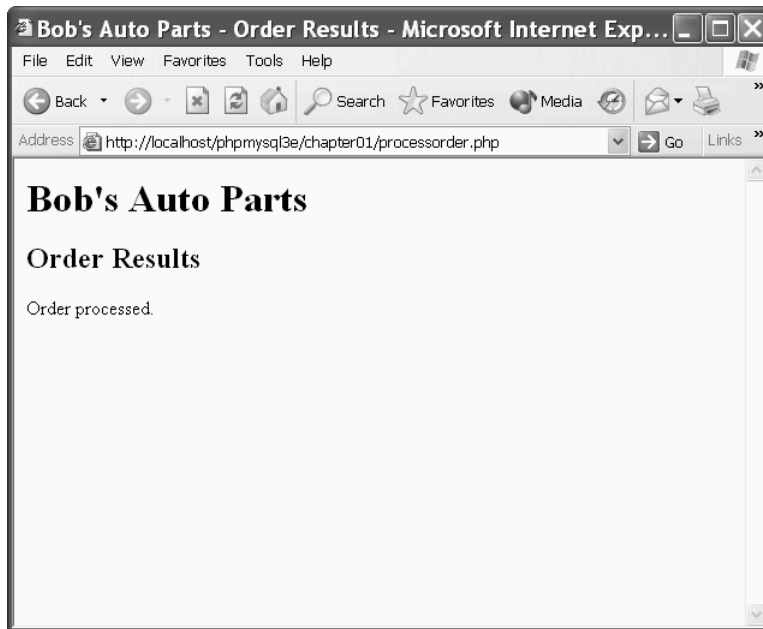 Bob's Auto Parts - Order Results - Microsoft Internet Exp...
File Edit View Favorites Tools Help
Back Search Favorites Media
Address http://localhost/phpmysql3e/chapter01/processorder.php Go Links »
Bob's Auto Parts
Order Results
Order processed.